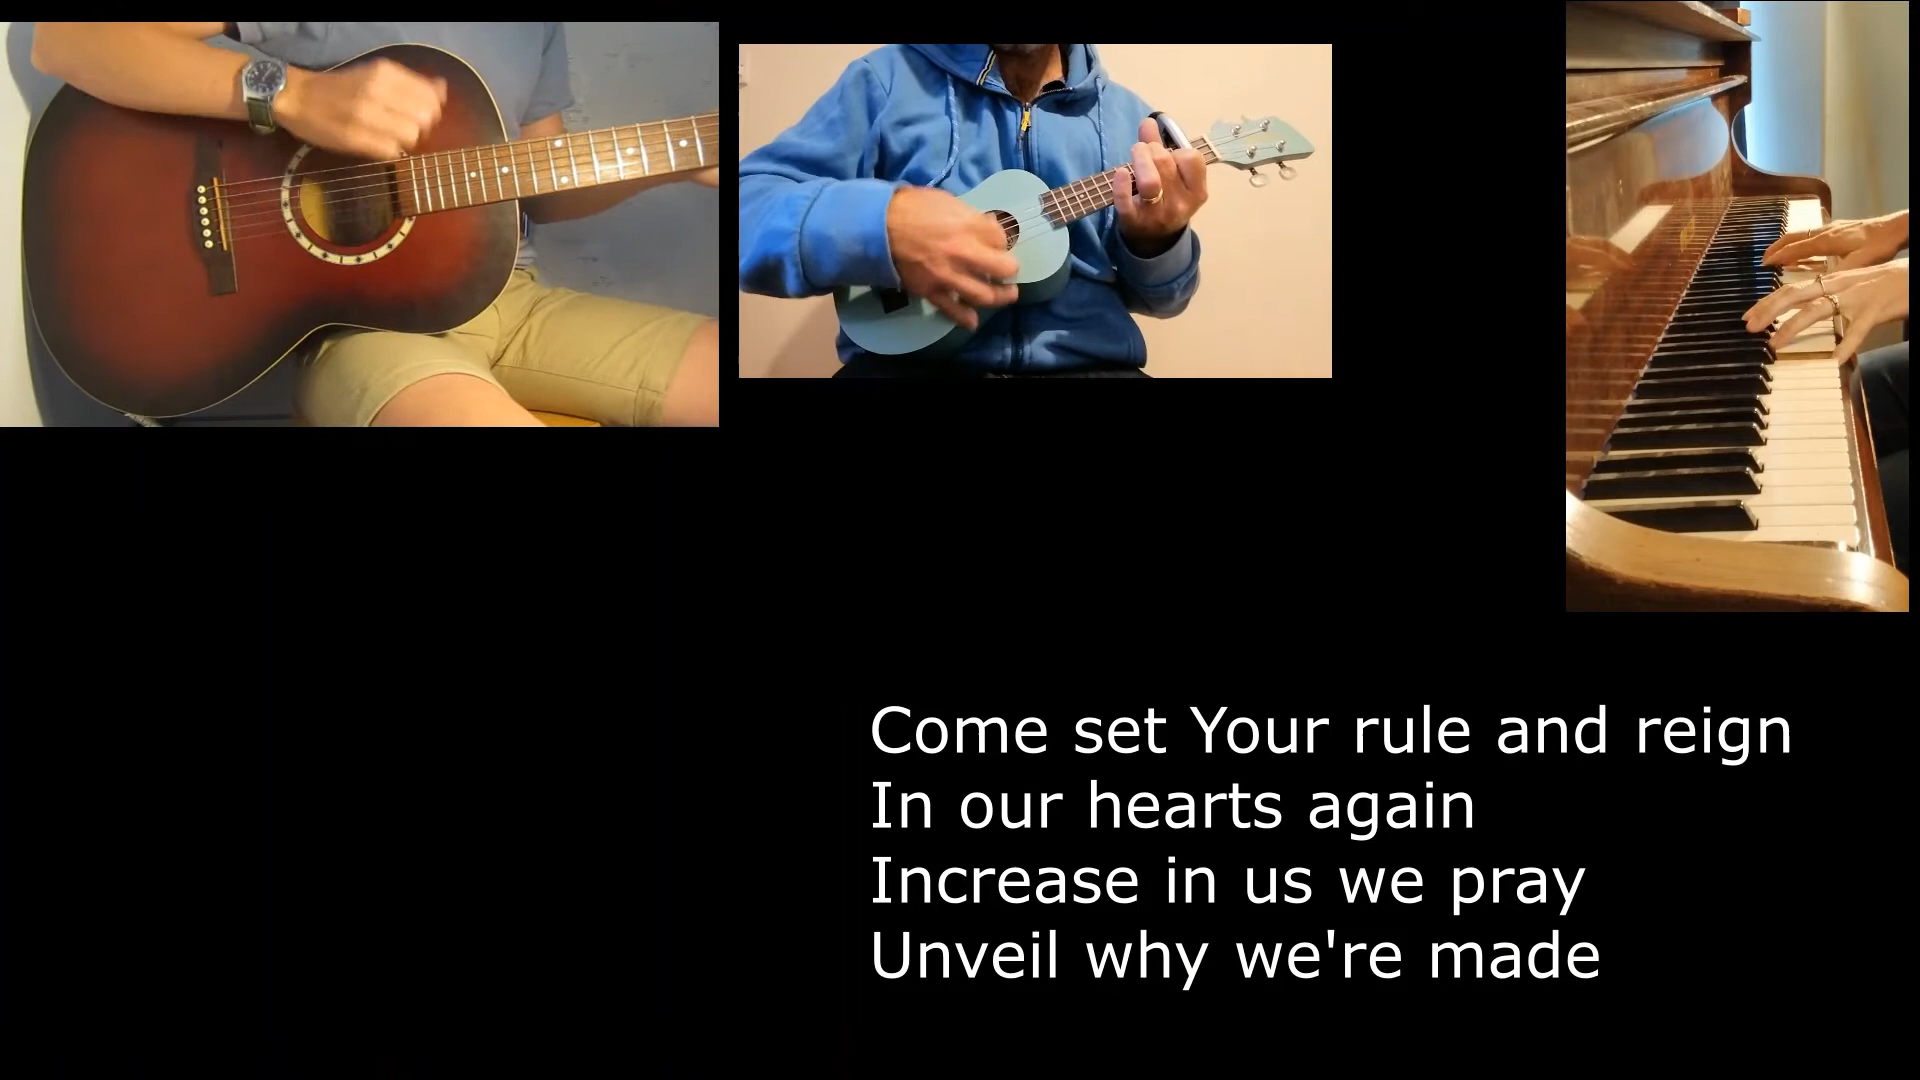 Come set Your rule and reign
In our hearts again
Increase in us we pray
Unveil why we're made